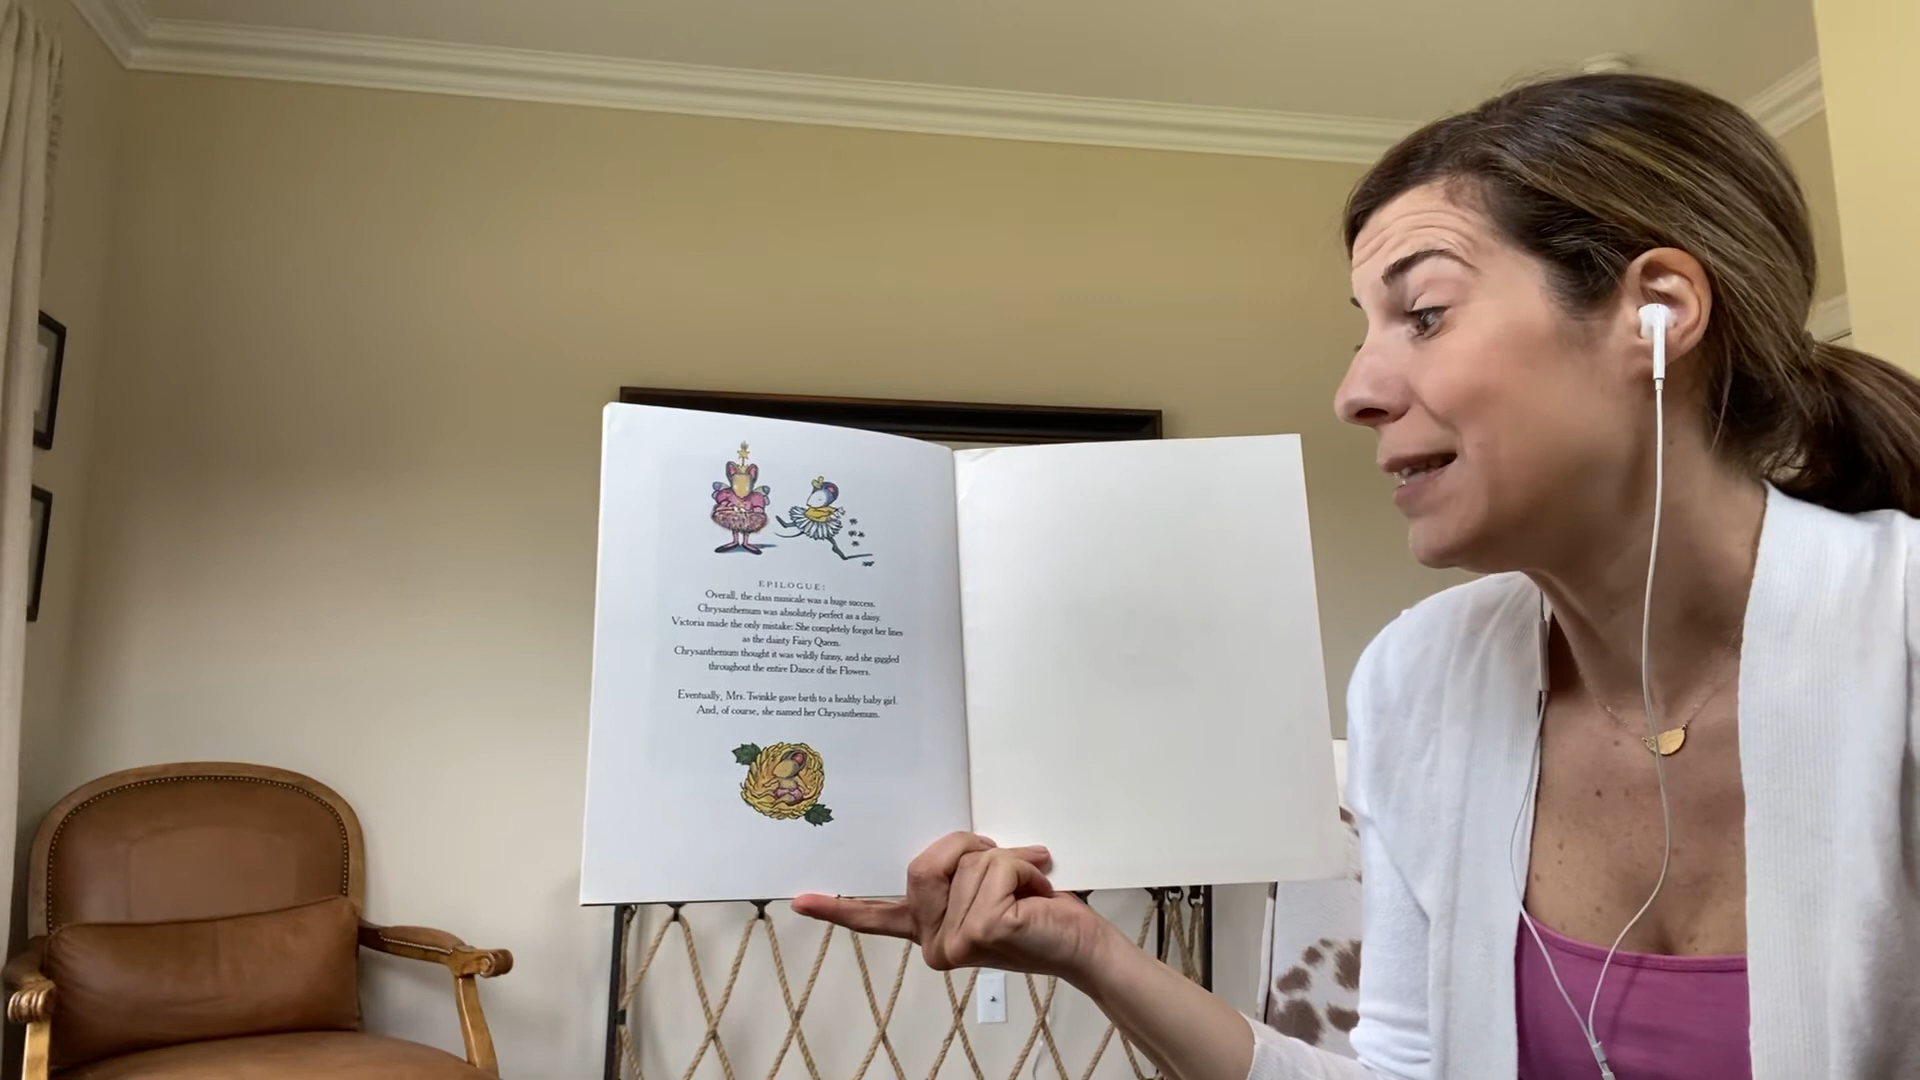 EPILOGUE:
Overall, the class musicale was a huge success.
Chrysanthemum was absolutely perfect as a daisy.
Victoria made the only mistake: She completely forgot her lines
as the dainty Fairy Queen.
Chrysanthemum thought it was wildly funny, and she giggled
throughout the entire Dance of the Flowers.
Eventually, Mrs. Twinkle gave birth to a healthy baby girl.
And, of course, she named her Chrysanthemum.